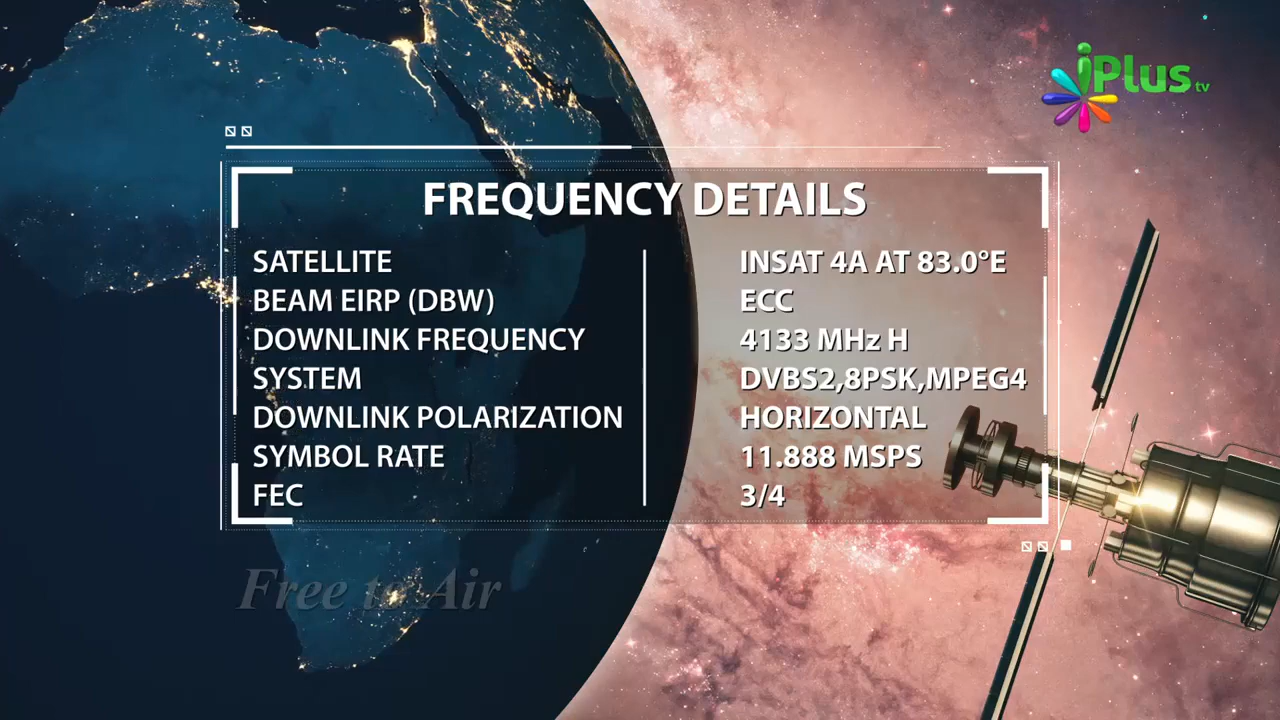 iPlus tv
FREQUENCY DETAILS
SATELLITE INSAT 4A AT 83.0°E
BEAM EIRP (DBW) ECC
DOWNLINK FREQUENCY 4133 MHz H
SYSTEM DVBS2,8PSK,MPEG4
DOWNLINK POLARIZATION HORIZONTAL
SYMBOL RATE 11.888 MSPS
FEC 3/4
Free to Air